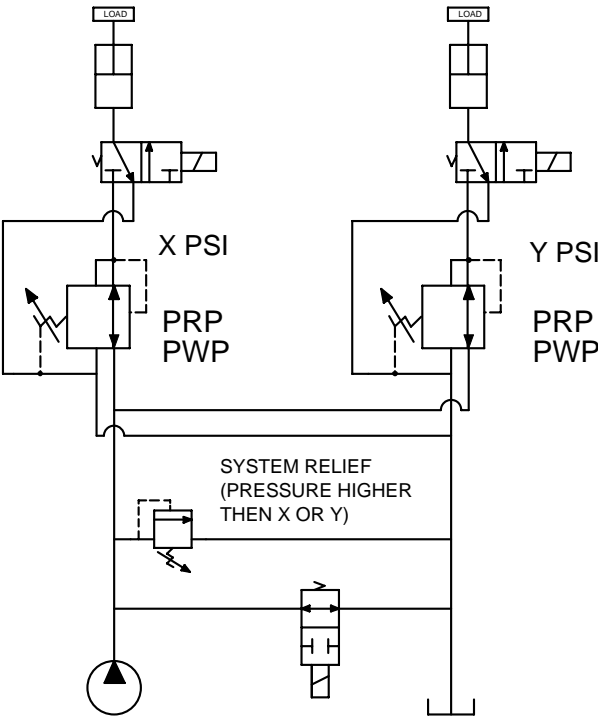 LOAD
LOAD
X PSI
Y PSI
PRP
PWP
PRP
PWP
SYSTEM RELIEF
(PRESSURE HIGHER
THEN X OR Y)